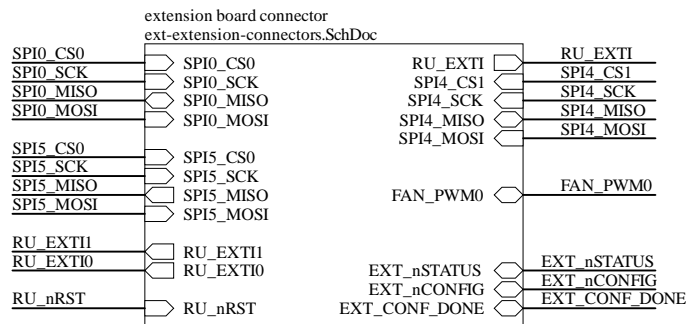 extension board connector
ext-extension-connectors.SchDoc
SPI0_CS0 SPI0_CS0 RU_EXTI RU_EXTI
SPI0_SCK SPI0_SCK SPI4_CS1 SPI4_CS1
SPI0_MISO SPI0_MISO SPI4_SCK SPI4_SCK
SPI0_MOSI SPI0_MOSI SPI4_MISO SPI4_MISO
SPI4_MOSI SPI4_MOSI
SPI5_CS0 SPI5_CS0
SPI5_SCK SPI5_SCK
SPI5_MISO SPI5_MISO FAN_PWM0 FAN_PWM0
SPI5_MOSI SPI5_MOSI
RU_EXTI1 RU_EXTI1
RU_EXTI0 RU_EXTI0 EXT_nSTATUS EXT_nSTATUS
EXT_nCONFIG EXT_nCONFIG
RU_nRST RU_nRST EXT_CONF_DONE EXT_CONF_DONE